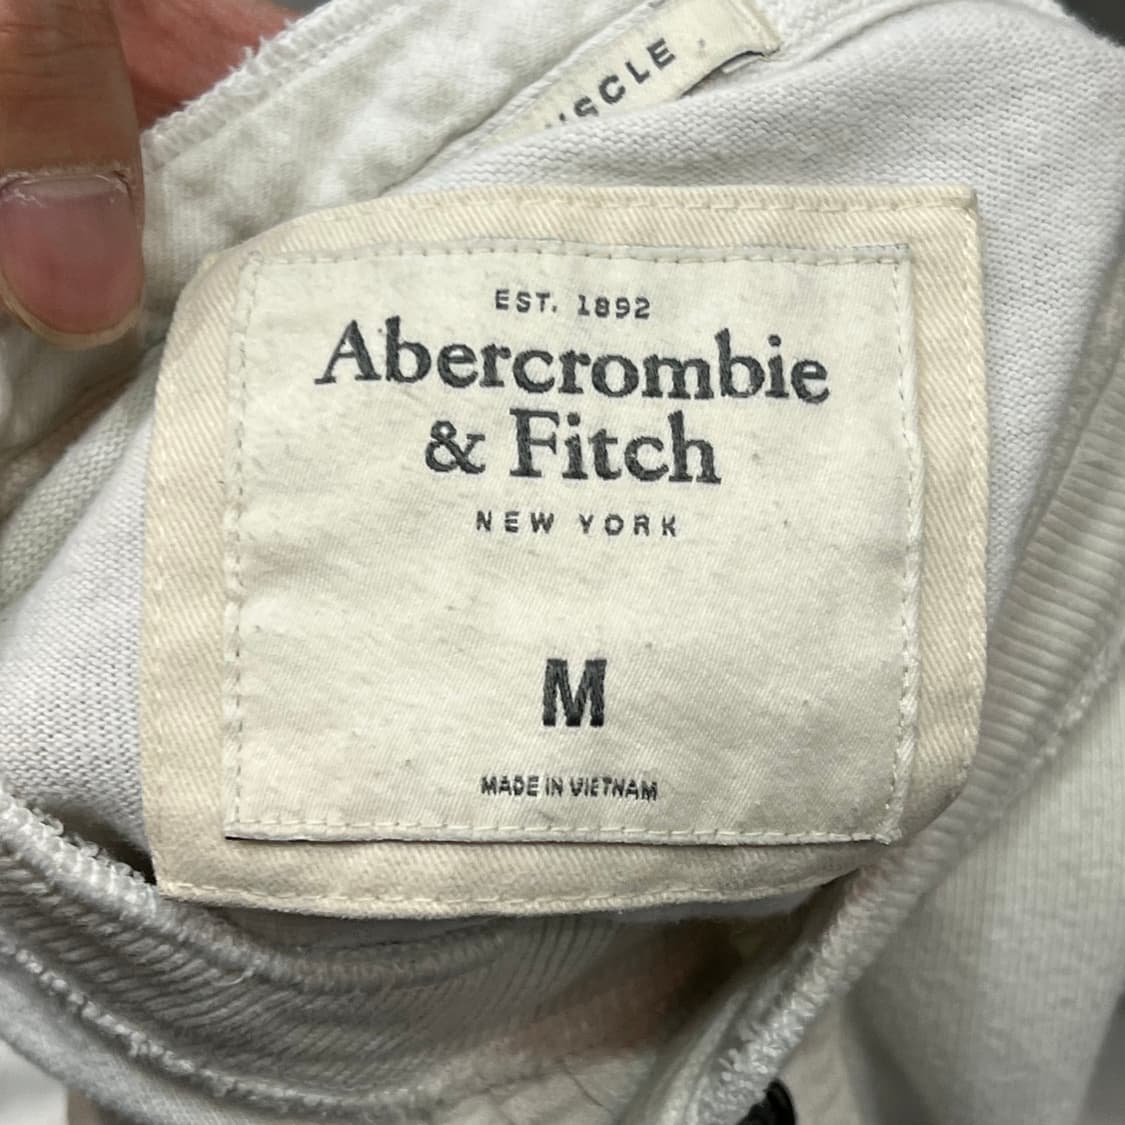 EST. 1892
Abercrombie
& Fitch
NEW YORK
M
MADE IN VIETNAM